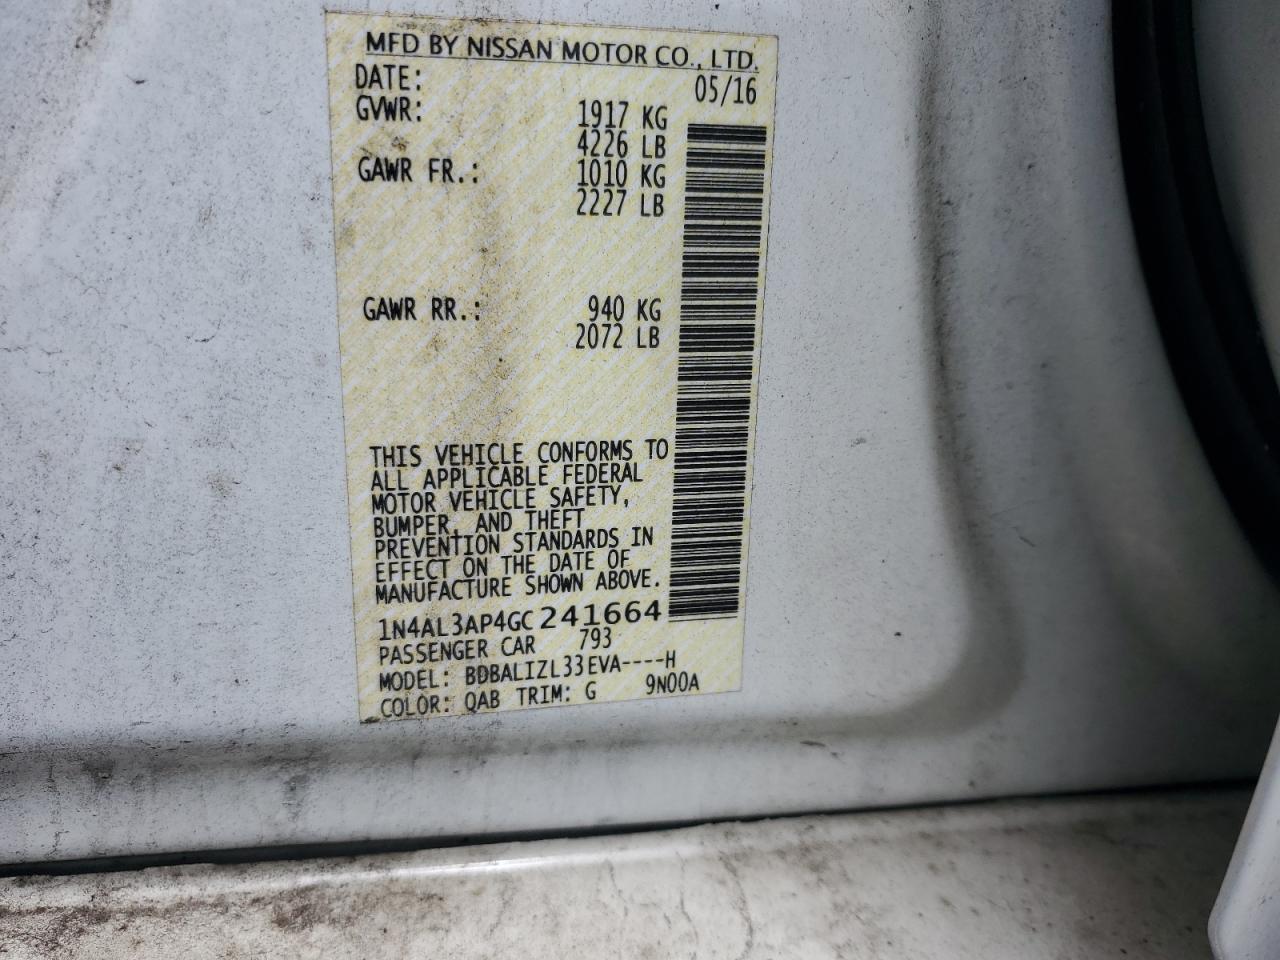 MFD BY NISSAN MOTOR CO., LTD.
DATE: 05/16
GVWR: 1917 KG
4226 LB
GAWR FR.: 1010 KG
2227 LB
GAWR RR.: 940 KG
2072 LB
THIS VEHICLE CONFORMS TO
ALL APPLICABLE FEDERAL
MOTOR VEHICLE SAFETY,
BUMPER, AND THEFT
PREVENTION STANDARDS IN
EFFECT ON THE DATE OF
MANUFACTURE SHOWN ABOVE.
1N4AL3AP4GC241664
PASSENGER CAR 793
MODEL: BDBALIZL33EVA----H
COLOR: QAB TRIM: G 9N00A